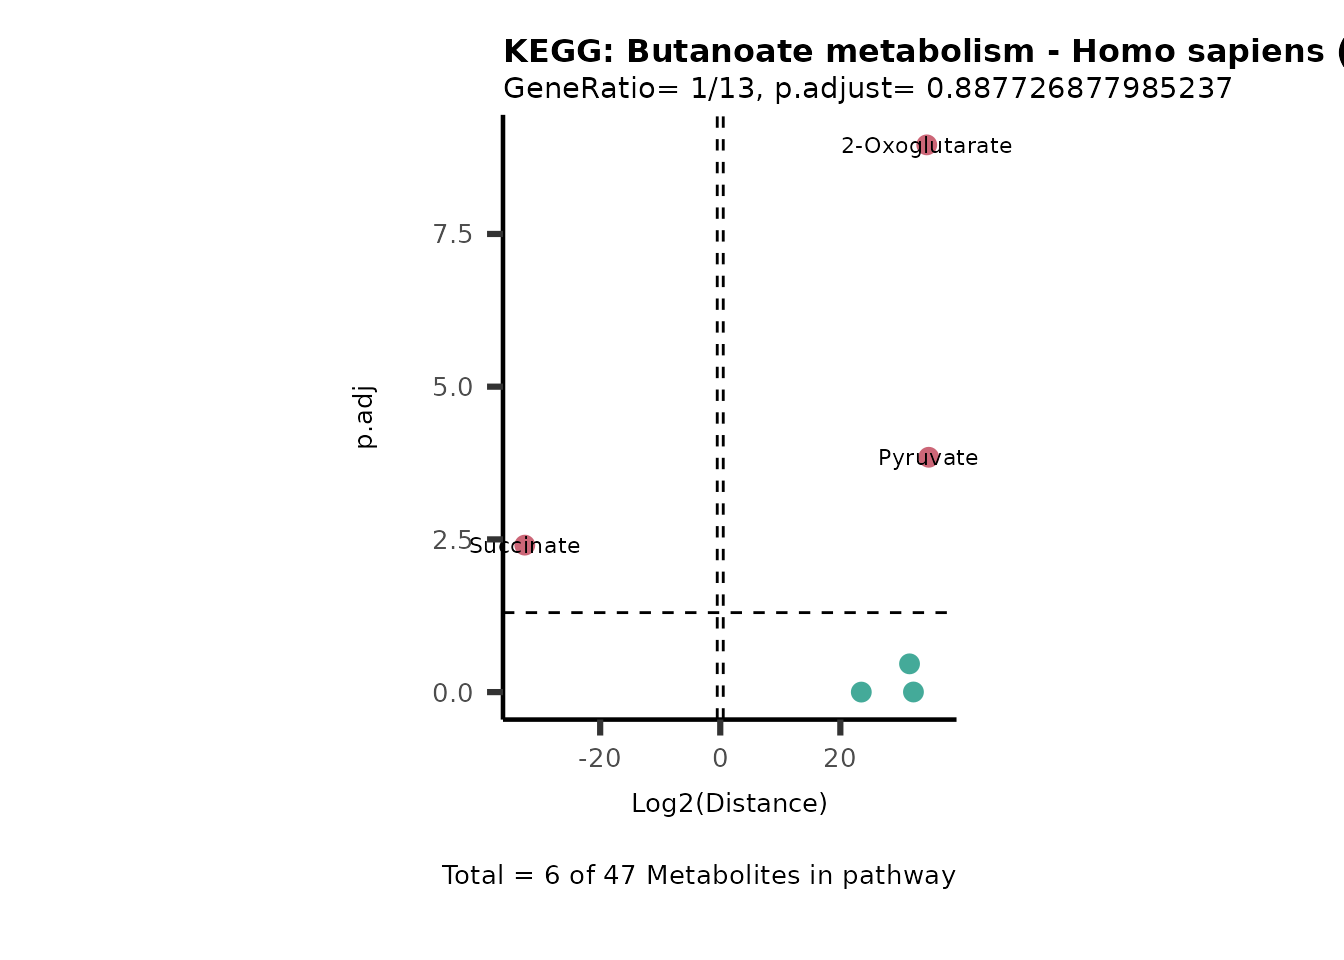 KEGG: Butanoate metabolism - Homo sapiens (
GeneRatio= 1/13, p.adjust= 0.887726877985237
2-Oxoglutarate
7.5
5.0
p.adj
Pyruvate
2.5
Succinate
0.0
-20 0 20
Log2(Distance)
Total = 6 of 47 Metabolites in pathway